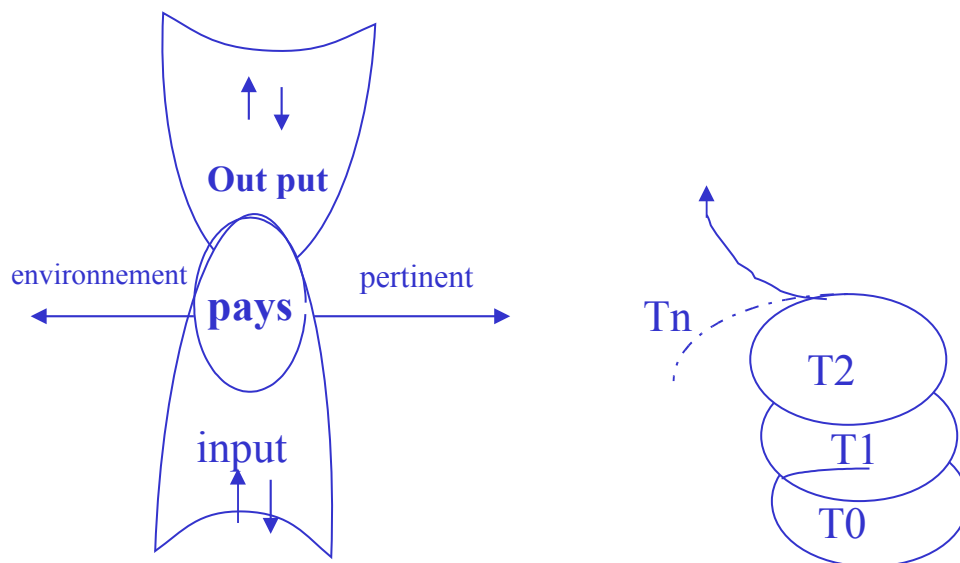 Out put
environnement
pertinent
pays
input
Tn
T2
T1
T0